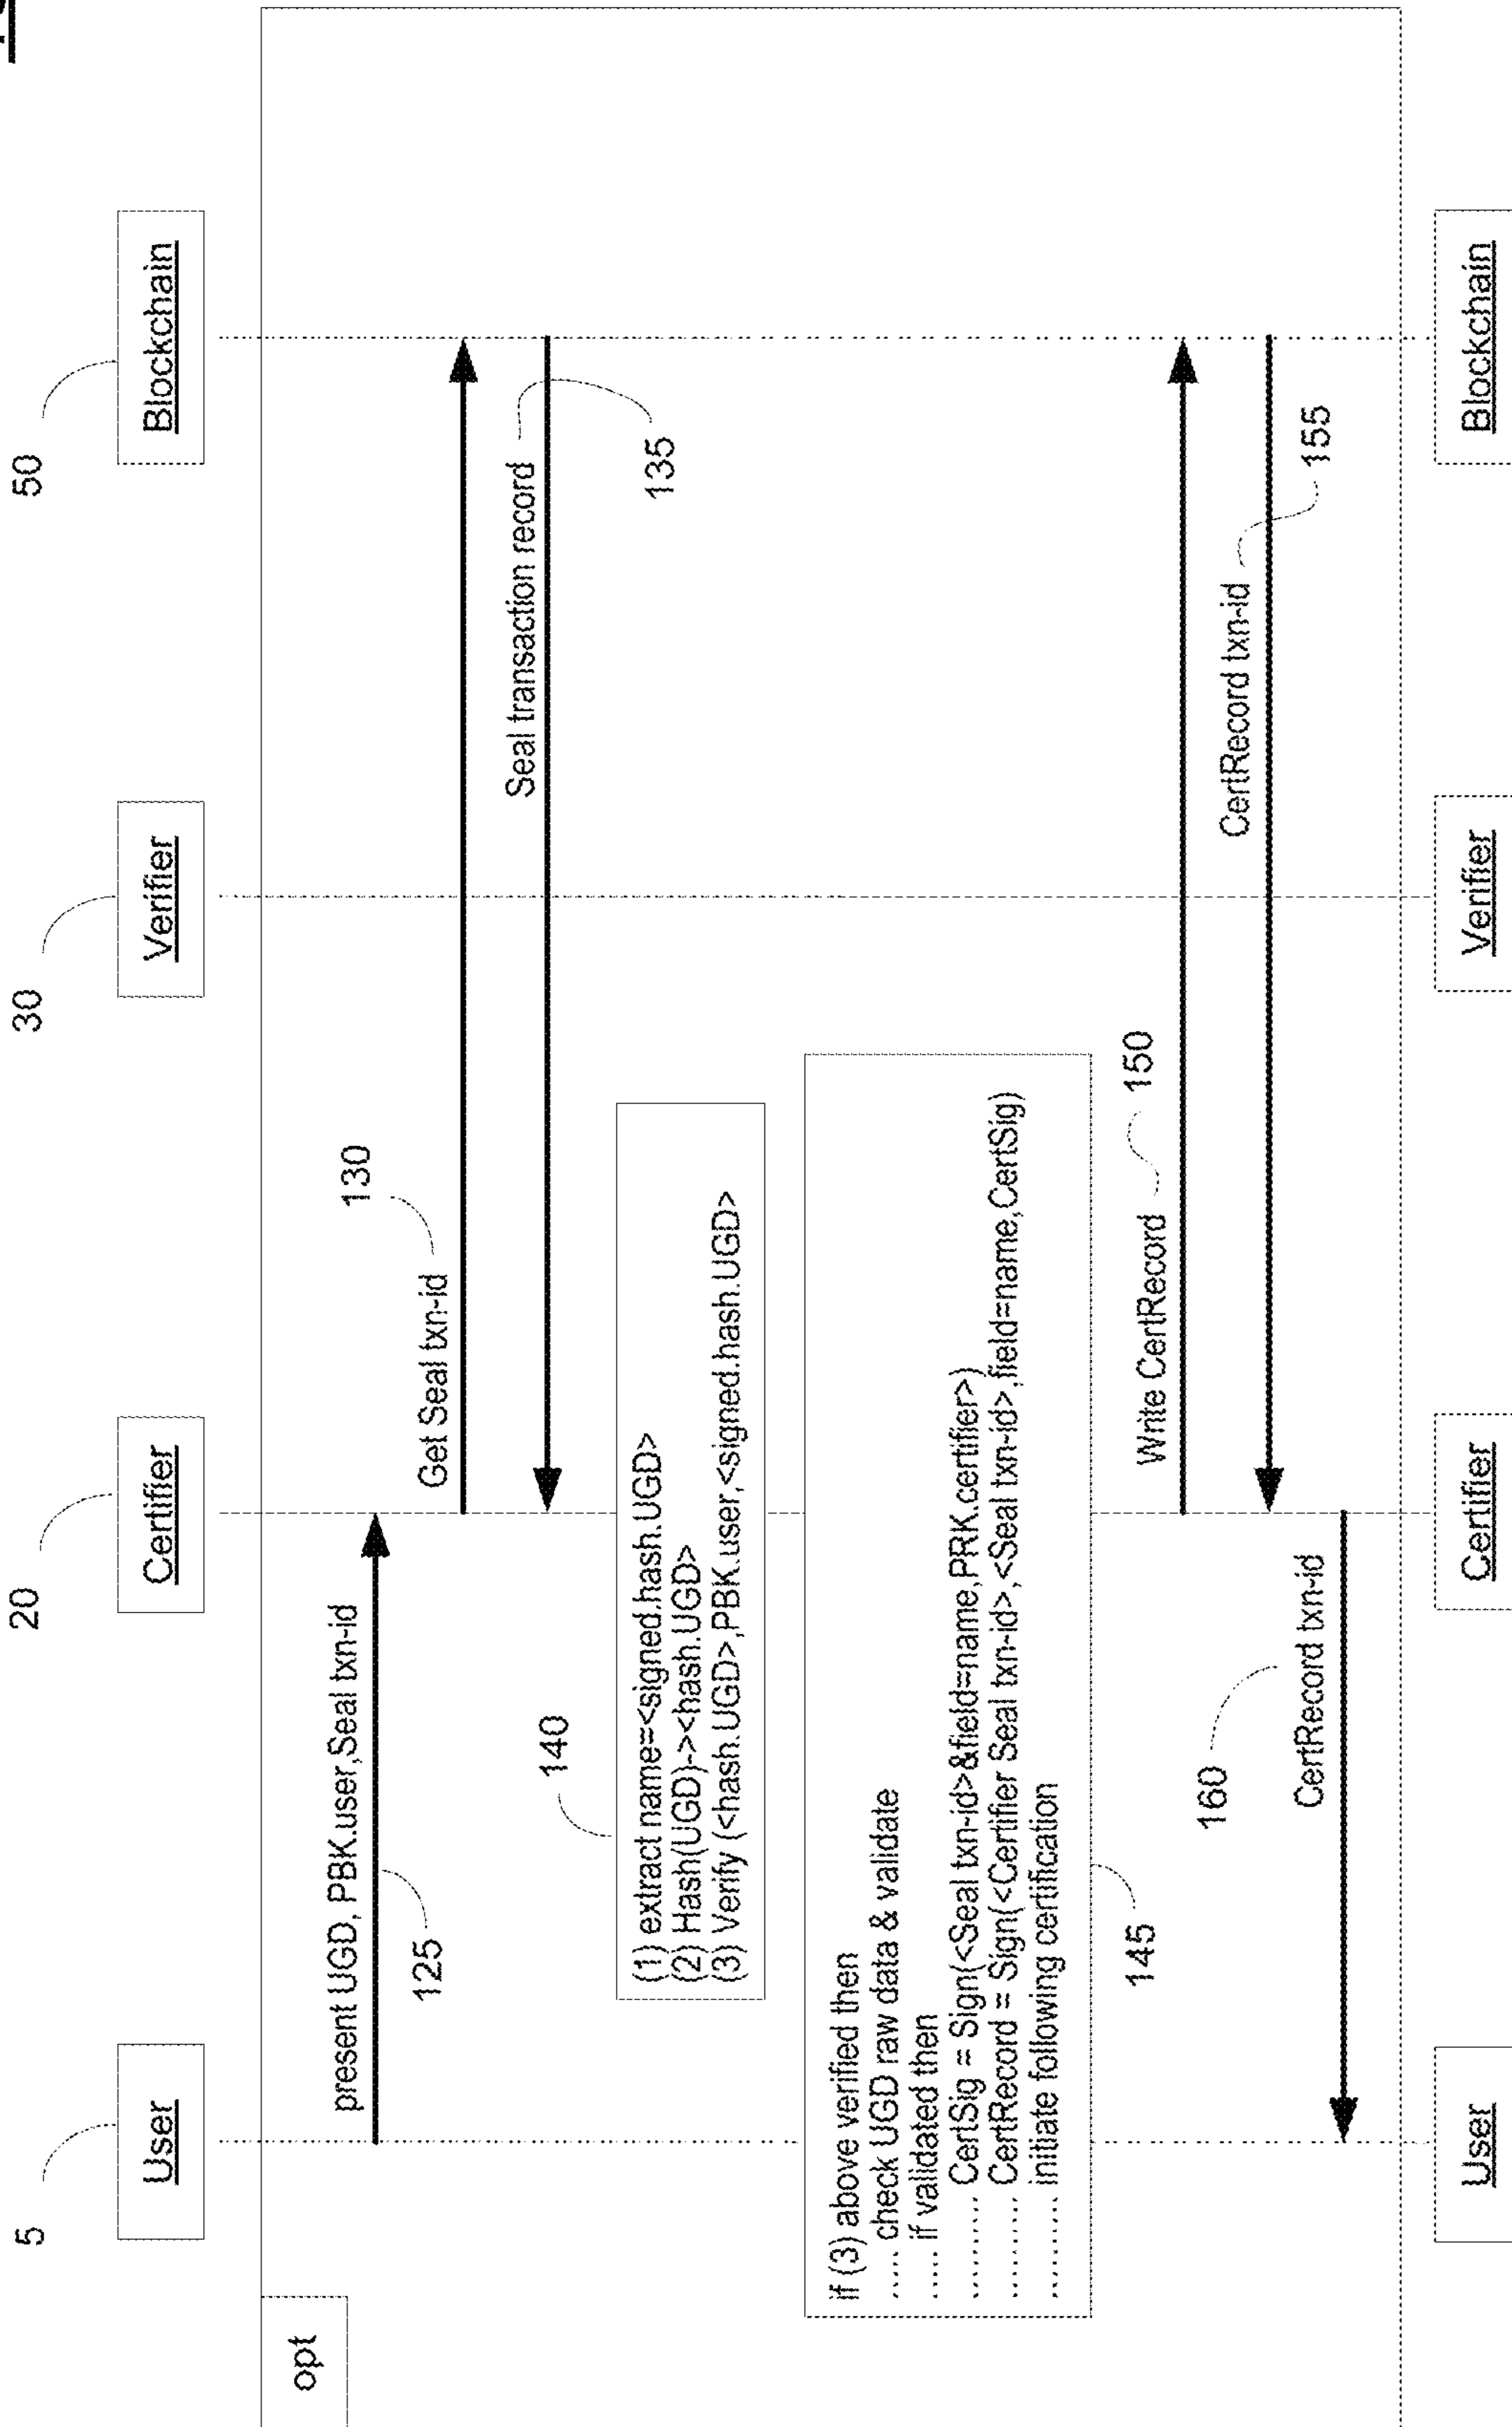 5
20
30
50
User
Certifier
Verifier
Blockchain
opt
present UGD, PBK.user,Seal txn-id
125
Get Seal txn-id
130
Seal transaction record
135
140
(1) extract name=<signed.hash.UGD>
(2) Hash(UGD)-><hash.UGD>
(3) Verify (<hash.UGD>,PBK.user,<signed.hash.UGD>
if (3) above verified then
..... check UGD raw data & validate
..... if validated then
.......... CertSig = Sign(<Seal txn-id>&field=name,PRK.certifier>)
.......... CertRecord = Sign(<Certifier Seal txn-id>,<Seal txn-id>,field=name,CertSig)
.......... initiate following certification
145
Write CertRecord
150
CertRecord txn-id
155
160
CertRecord txn-id
User
Certifier
Verifier
Blockchain